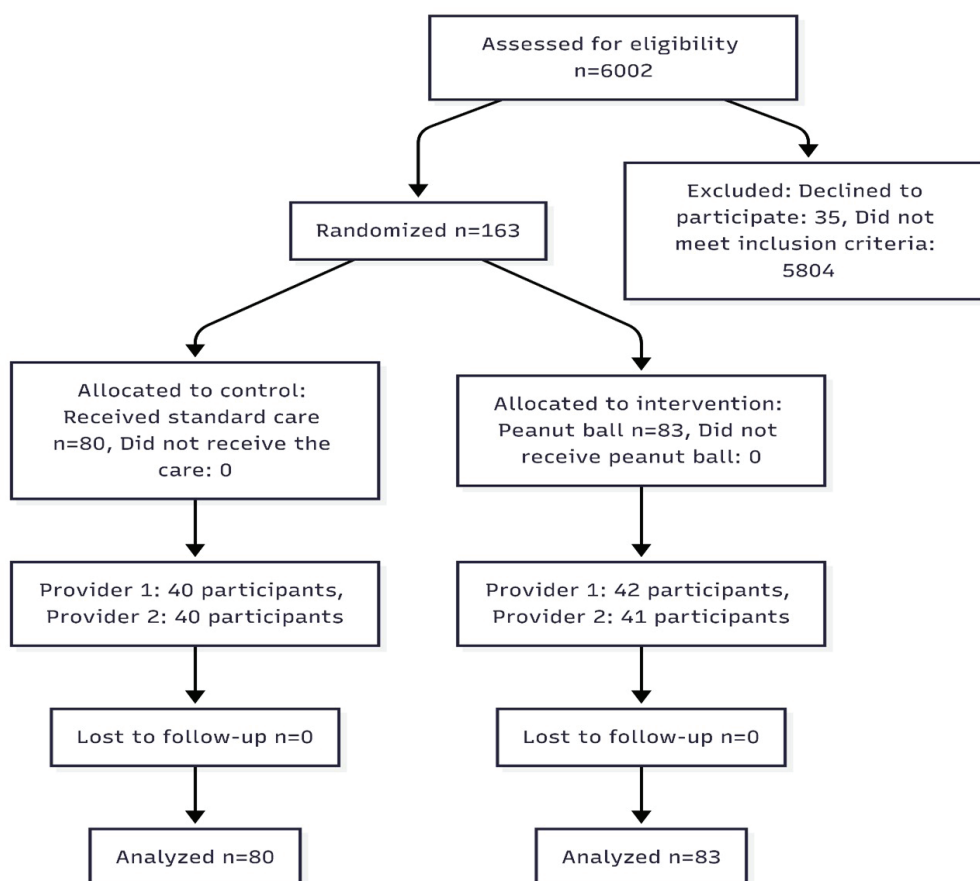 Assessed for eligibility
n=6002
Excluded: Declined to
participate: 35, Did not
meet inclusion criteria:
5804
Randomized n=163
Allocated to control:
Received standard care
n=80, Did not receive the
care: 0
Allocated to intervention:
Peanut ball n=83, Did not
receive peanut ball: 0
Provider 1: 40 participants,
Provider 2: 40 participants
Provider 1: 42 participants,
Provider 2: 41 participants
Lost to follow-up n=0
Lost to follow-up n=0
Analyzed n=80
Analyzed n=83